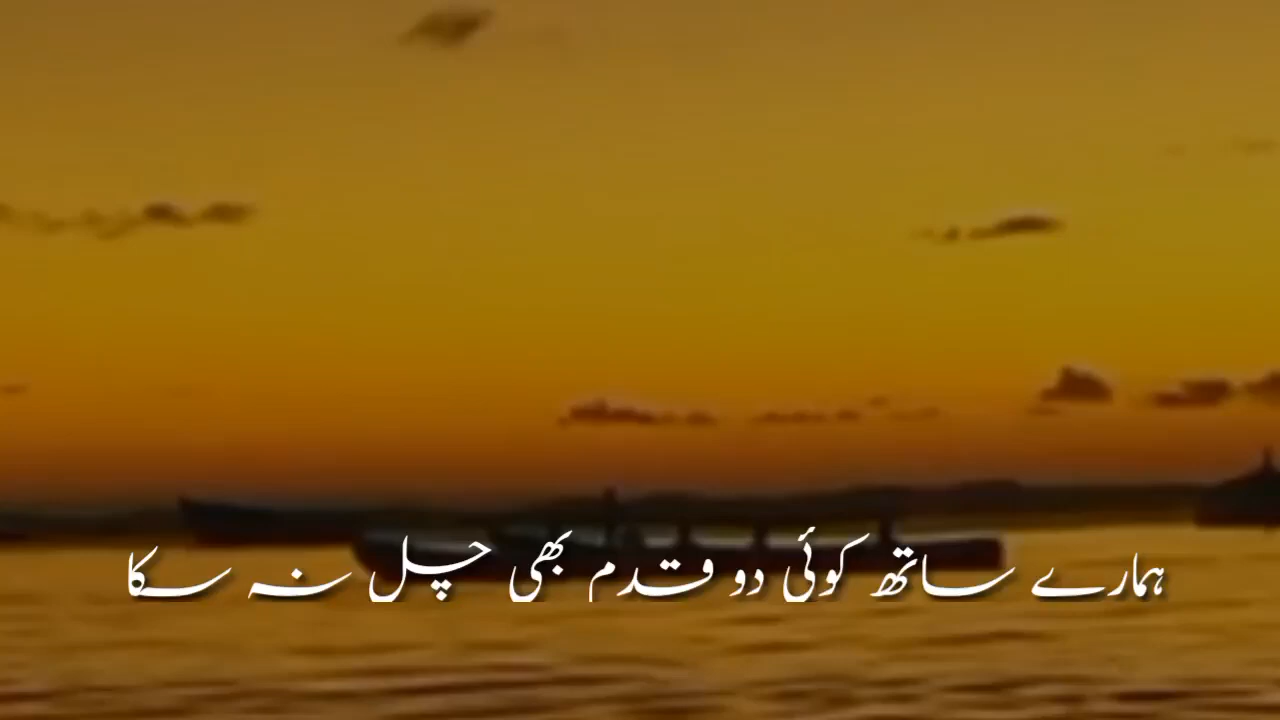 ہمارے ساتھ کوئی دو قدم بھی چل نہ سکا